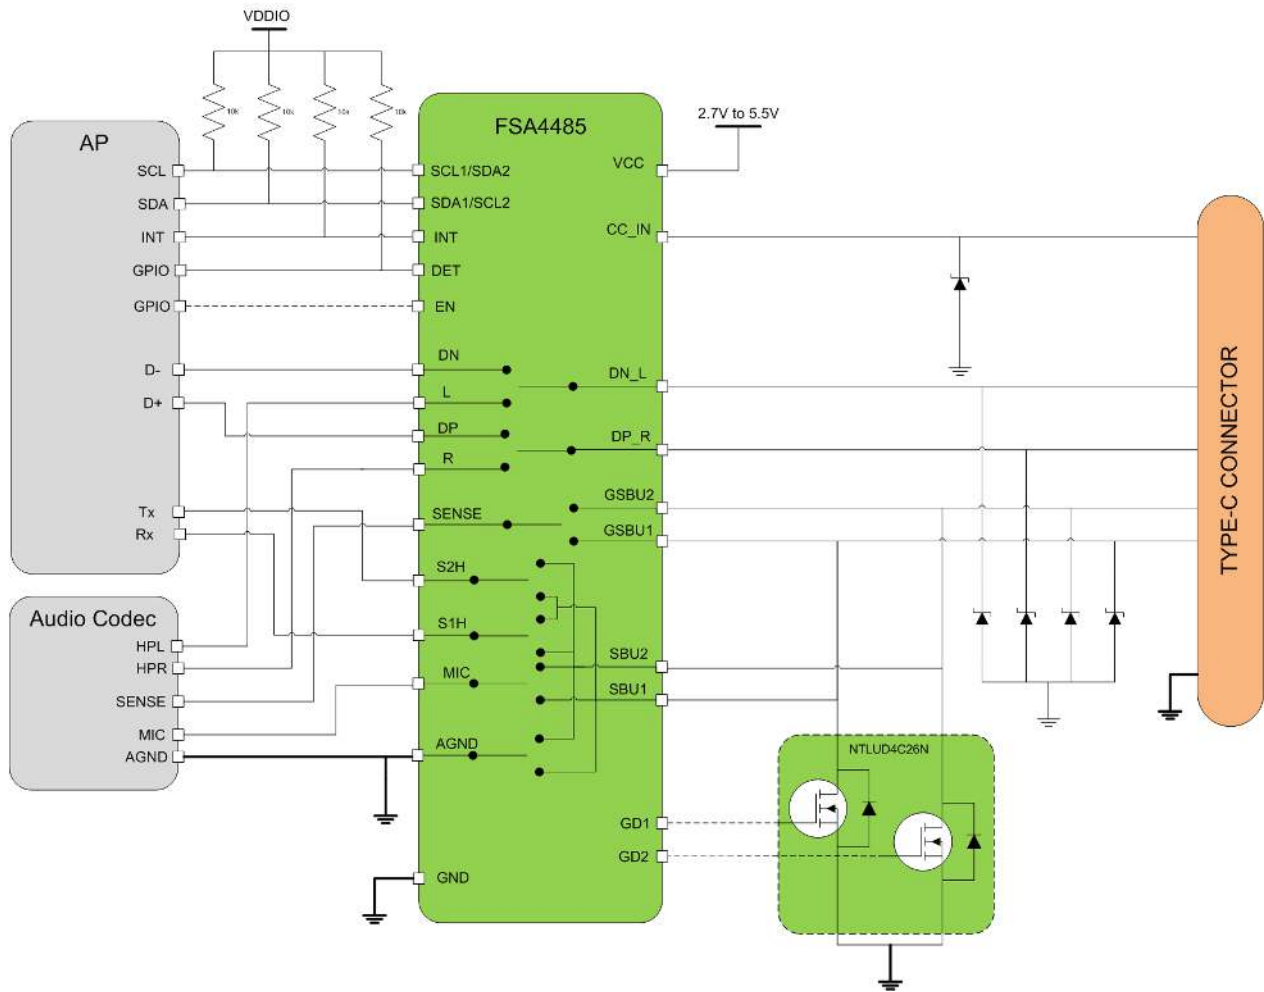 VDDIO
10k
10k
10k
10k
AP
SCL
SDA
INT
GPIO
GPIO
D-
D+
Tx
Rx
Audio Codec
HPL
HPR
SENSE
MIC
AGND
FSA4485
SCL1/SDA2
SDA1/SCL2
INT
DET
EN
DN
L
DP
R
SENSE
S2H
S1H
MIC
AGND
GND
VCC
CC_IN
DN_L
DP_R
GSBU2
GSBU1
SBU2
SBU1
GD1
GD2
2.7V to 5.5V
NTLUD4C26N
TYPE-C CONNECTOR